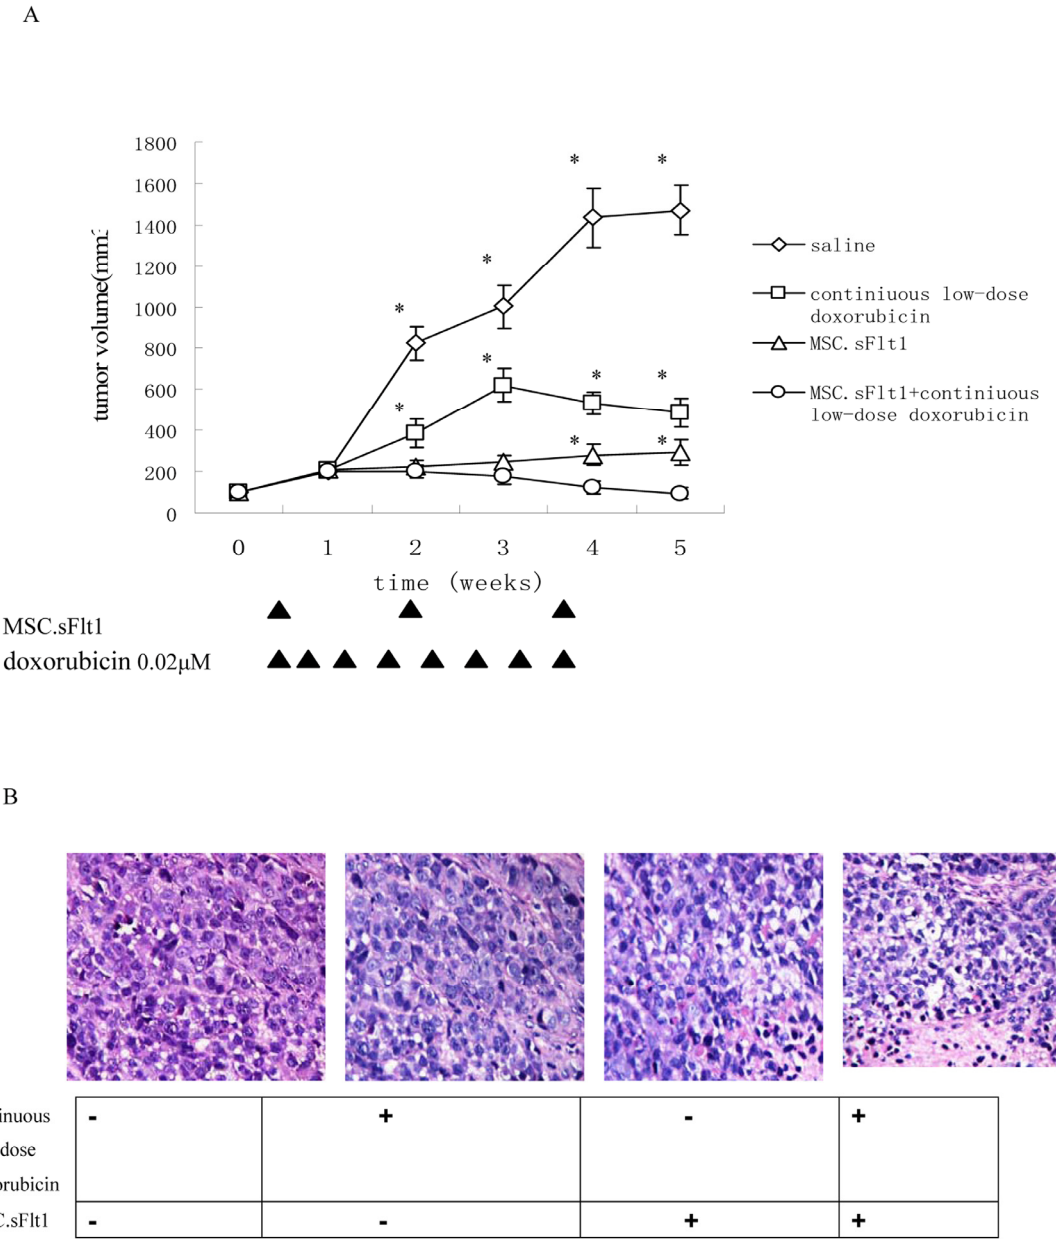 A
1800
1600
1400
1200
1000
800
600
400
200
0
tumor volume(mm3
* * * * * * * * * *
saline
continiuous low-dose
doxorubicin
MSC.sFlt1
MSC.sFlt1+continiuous
low-dose doxorubicin
0 1 2 3 4 5
time (weeks)
MSC.sFlt1
doxorubicin 0.02μM
B
inuous - + - +
dose
orubicin
C.sFlt1 - - + +